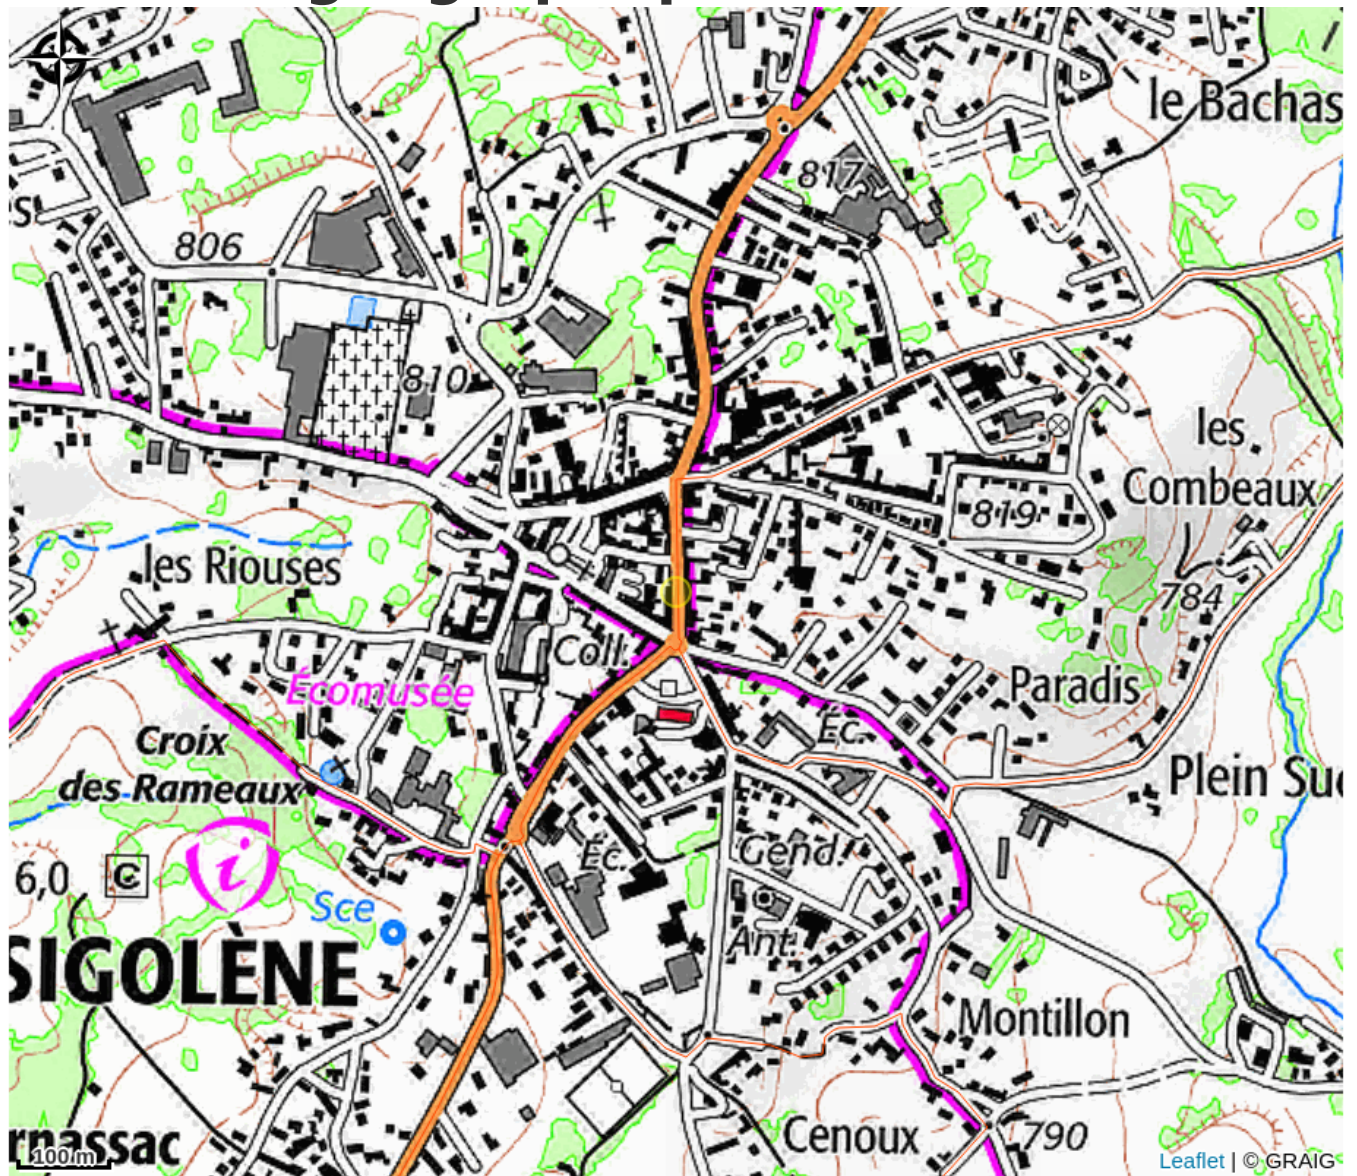 le Bachas
817
s
806
810
les
Combeaux
819
les Riouses
784
Coll.
Écomusée
Paradis
Éc.
Croix
des Rameaux
Plein Suc
Gend.
Éc.
6,0
C
i
Sce
Ant.
SIGOLÈNE
Montillon
Cenoux
790
rnassac
100 m
Leaflet | © GRAIG